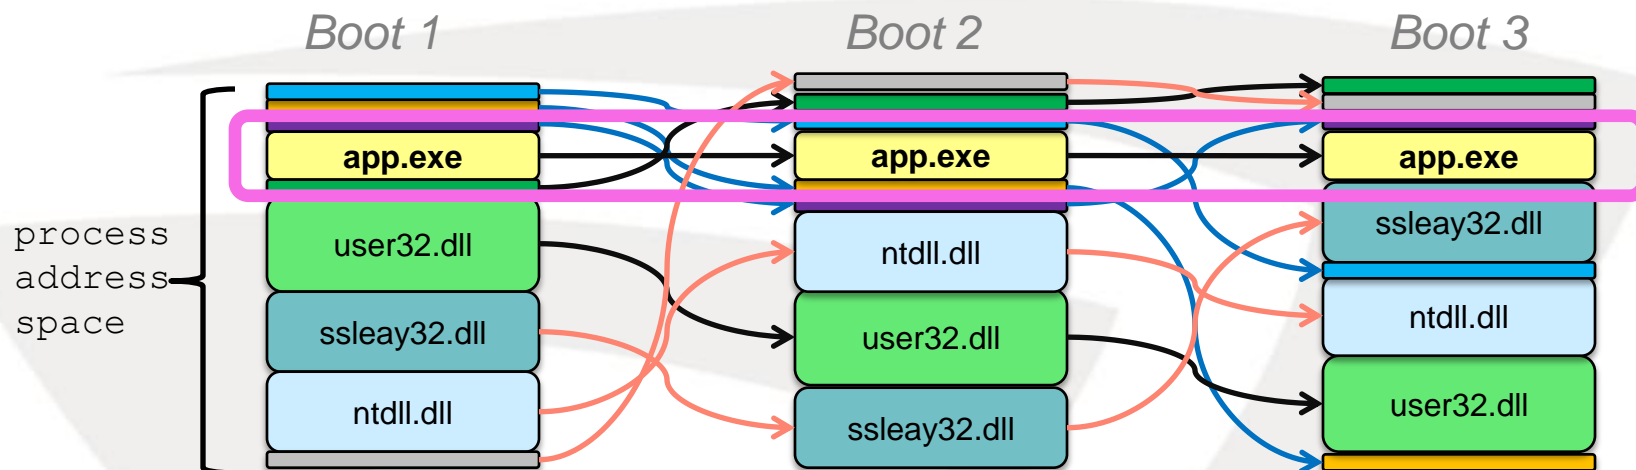 Boot 1
Boot 2
Boot 3
app.exe
app.exe
app.exe
process
address
space
user32.dll
ssleay32.dll
ntdll.dll
ntdll.dll
user32.dll
ssleay32.dll
ssleay32.dll
ntdll.dll
user32.dll